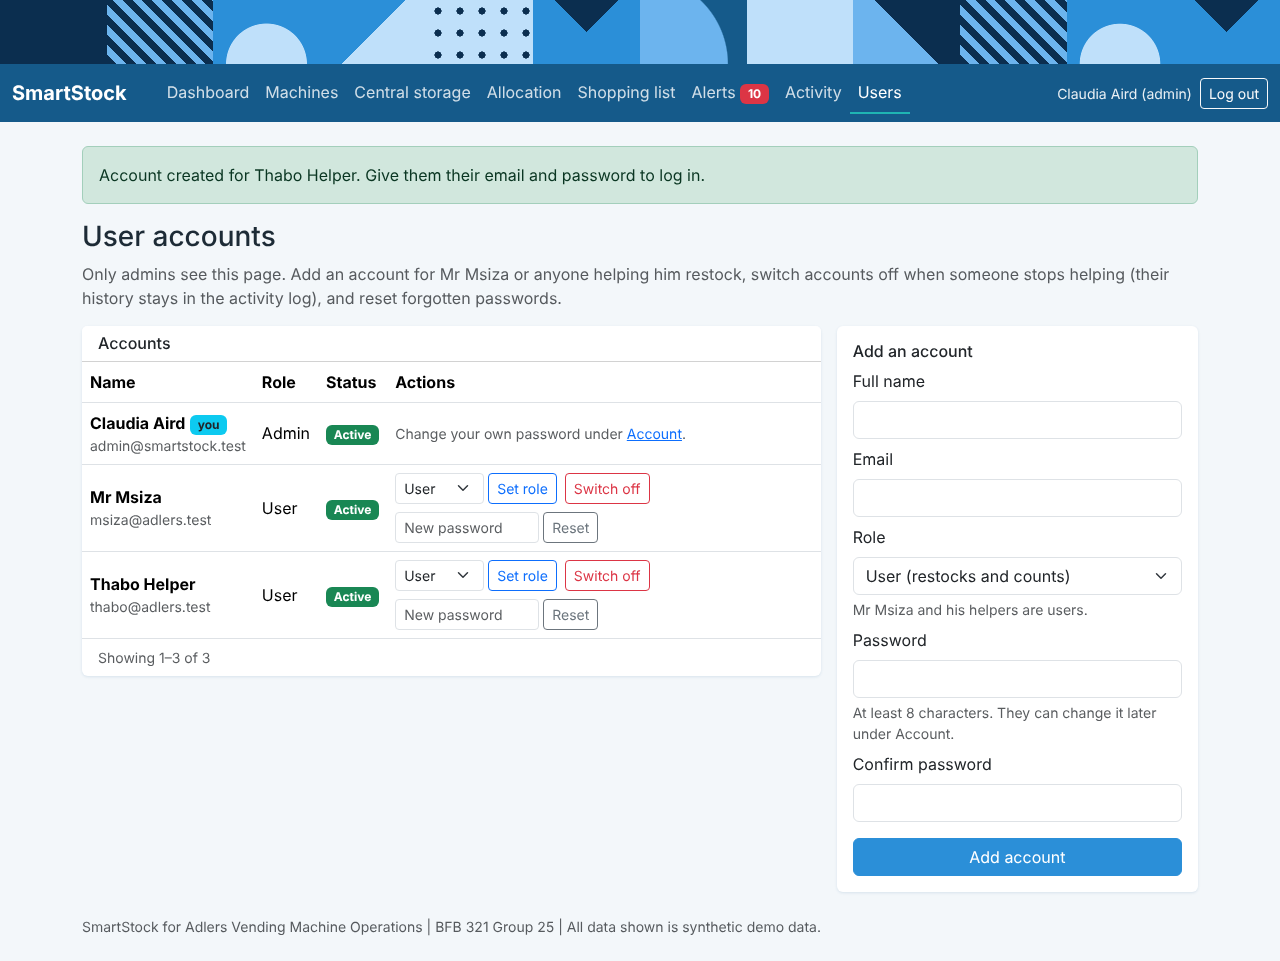 SmartStock
Dashboard Machines Central storage Allocation Shopping list Alerts 10 Activity Users Claudia Aird (admin) Log out
Account created for Thabo Helper. Give them their email and password to log in.
User accounts
Only admins see this page. Add an account for Mr Msiza or anyone helping him restock, switch accounts off when someone stops helping (their
history stays in the activity log), and reset forgotten passwords.
Accounts
Name Role Status Actions
Claudia Aird you
admin@smartstock.test
Admin Active Change your own password under Account.
Mr Msiza
msiza@adlers.test
User Active User Set role Switch off
New password Reset
Thabo Helper
thabo@adlers.test
User Active User Set role Switch off
New password Reset
Showing 1–3 of 3
Add an account
Full name
Email
Role
User (restocks and counts)
Mr Msiza and his helpers are users.
Password
At least 8 characters. They can change it later
under Account.
Confirm password
Add account
SmartStock for Adlers Vending Machine Operations | BFB 321 Group 25 | All data shown is synthetic demo data.